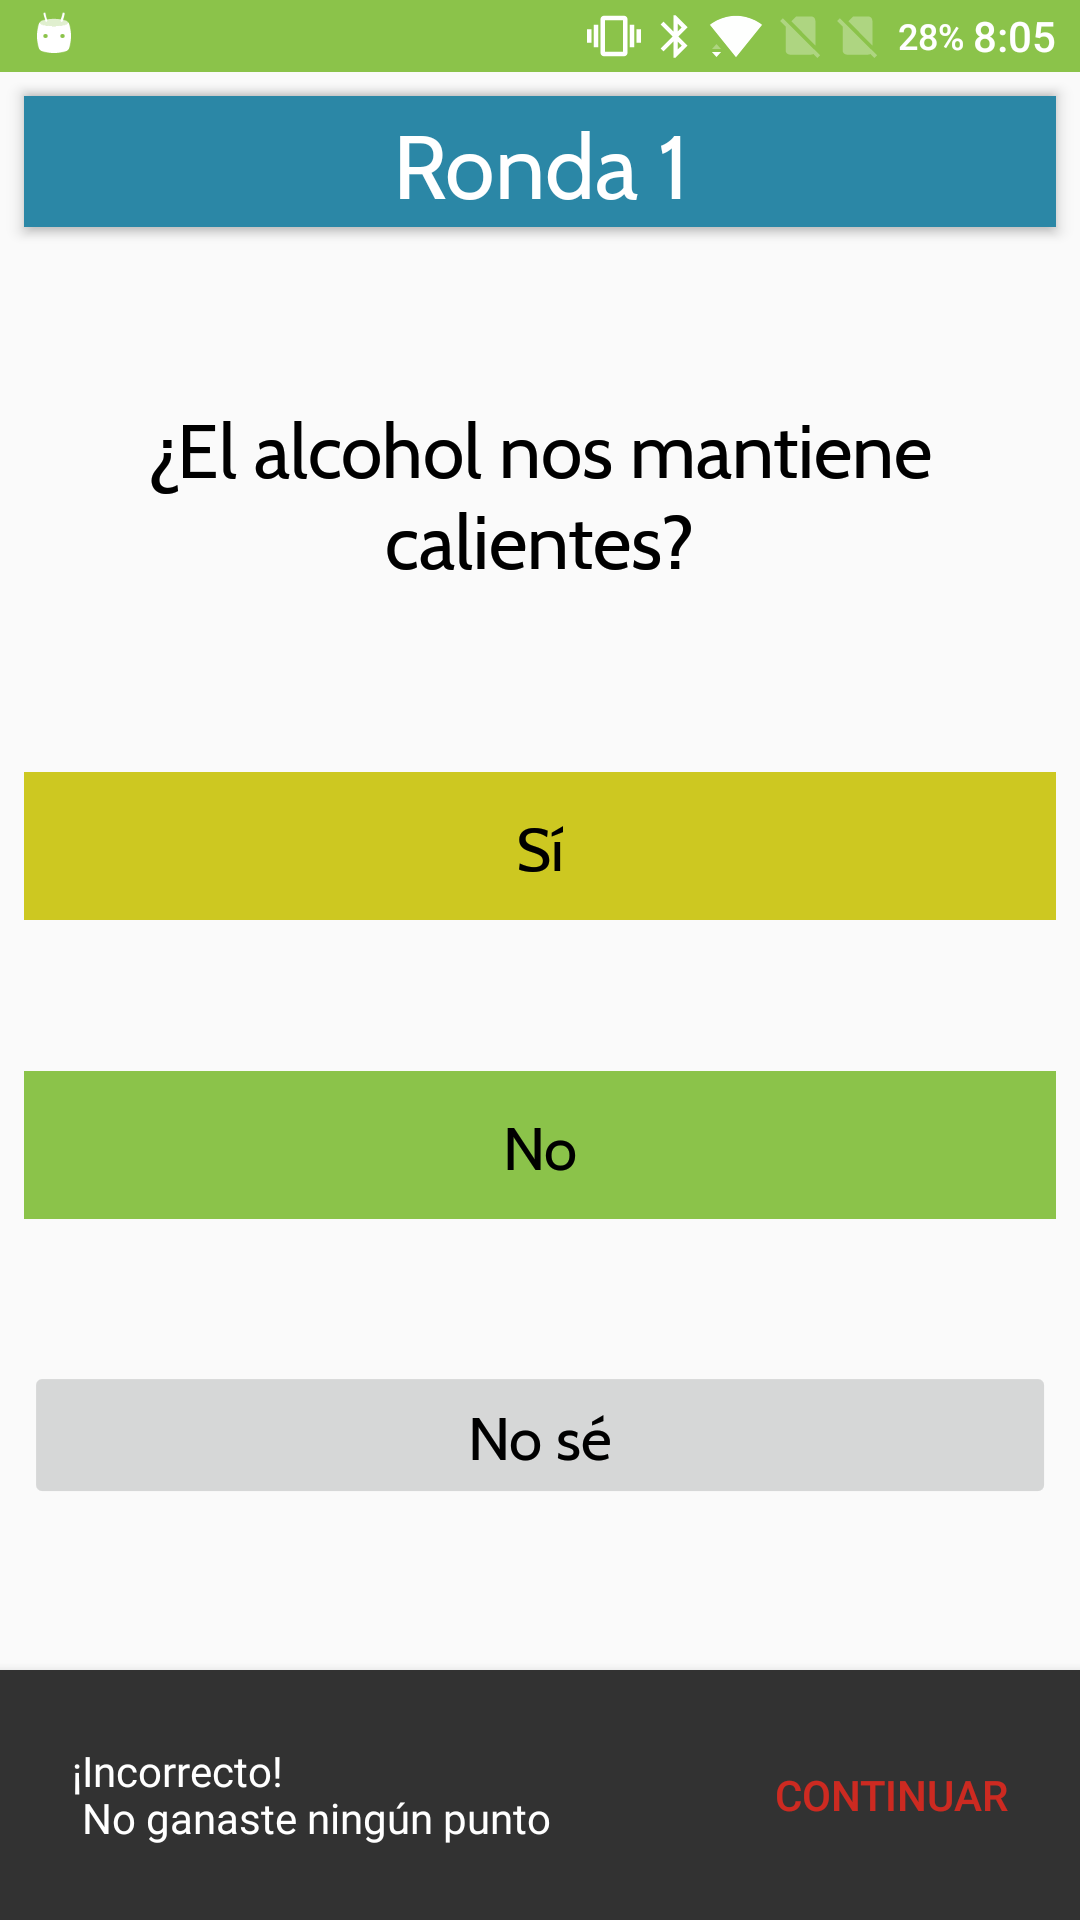 28% 8:05
Ronda 1
¿El alcohol nos mantiene
calientes?
Sí
No
No sé
¡Incorrecto!
No ganaste ningún punto
CONTINUAR